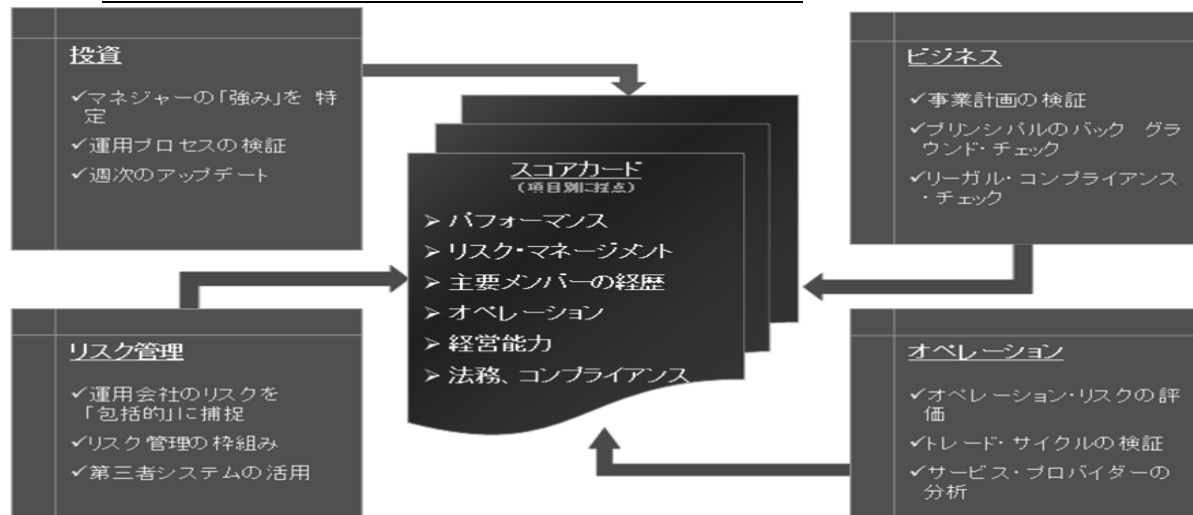 投資
✓マネジャーの「強み」を 特
定
✓運用プロセスの検証
✓週次のアップデート
ビジネス
✓事業計画の検証
✓プリンシパルのバック グラ
ウンド・チェック
✓リーガル・コンプライアンス
・チェック
スコアカード
(項目別に採点)
➢パフォーマンス
➢リスク・マネージメント
➢主要メンバーの経歴
➢オペレーション
➢経営能力
➢法務、コンプライアンス
リスク管理
✓運用会社のリスクを
「包括的」に捕捉
✓リスク管理の枠組み
✓第三者システムの活用
オペレーション
✓オペレーション・リスクの評
価
✓トレード・サイクルの検証
✓サービス・プロバイダーの
分析